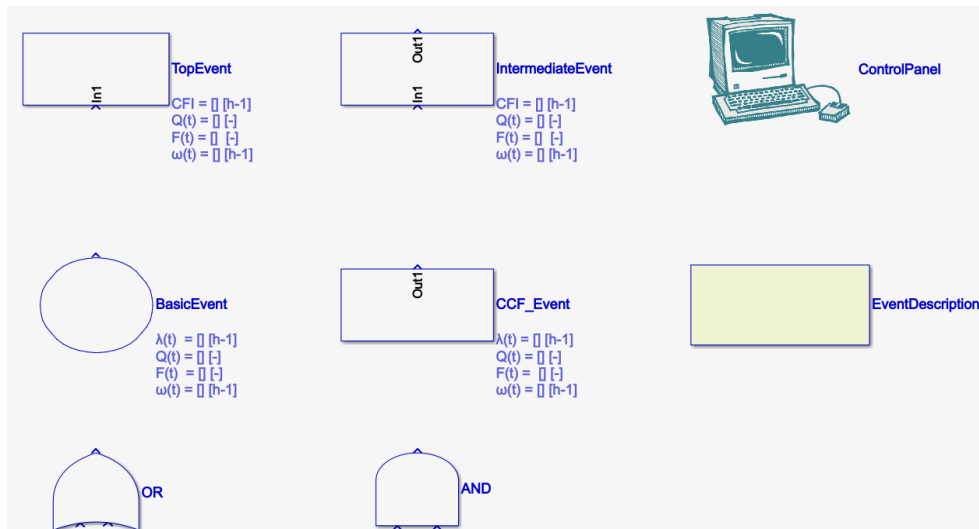 TopEvent
In1
CFI = [] [h-1]
Q(t) = [] [-]
F(t) = []  [-]
ω(t) = [] [h-1]
Out1
IntermediateEvent
In1
CFI = [] [h-1]
Q(t) = [] [-]
F(t) = []  [-]
ω(t) = [] [h-1]
ControlPanel
BasicEvent
λ(t)  = [] [h-1]
Q(t) = [] [-]
F(t)  = [] [-]
ω(t) = [] [h-1]
Out1
CCF_Event
λ(t) = [] [h-1]
Q(t) = [] [-]
F(t) =  [] [-]
ω(t) = [] [h-1]
EventDescription
OR
AND